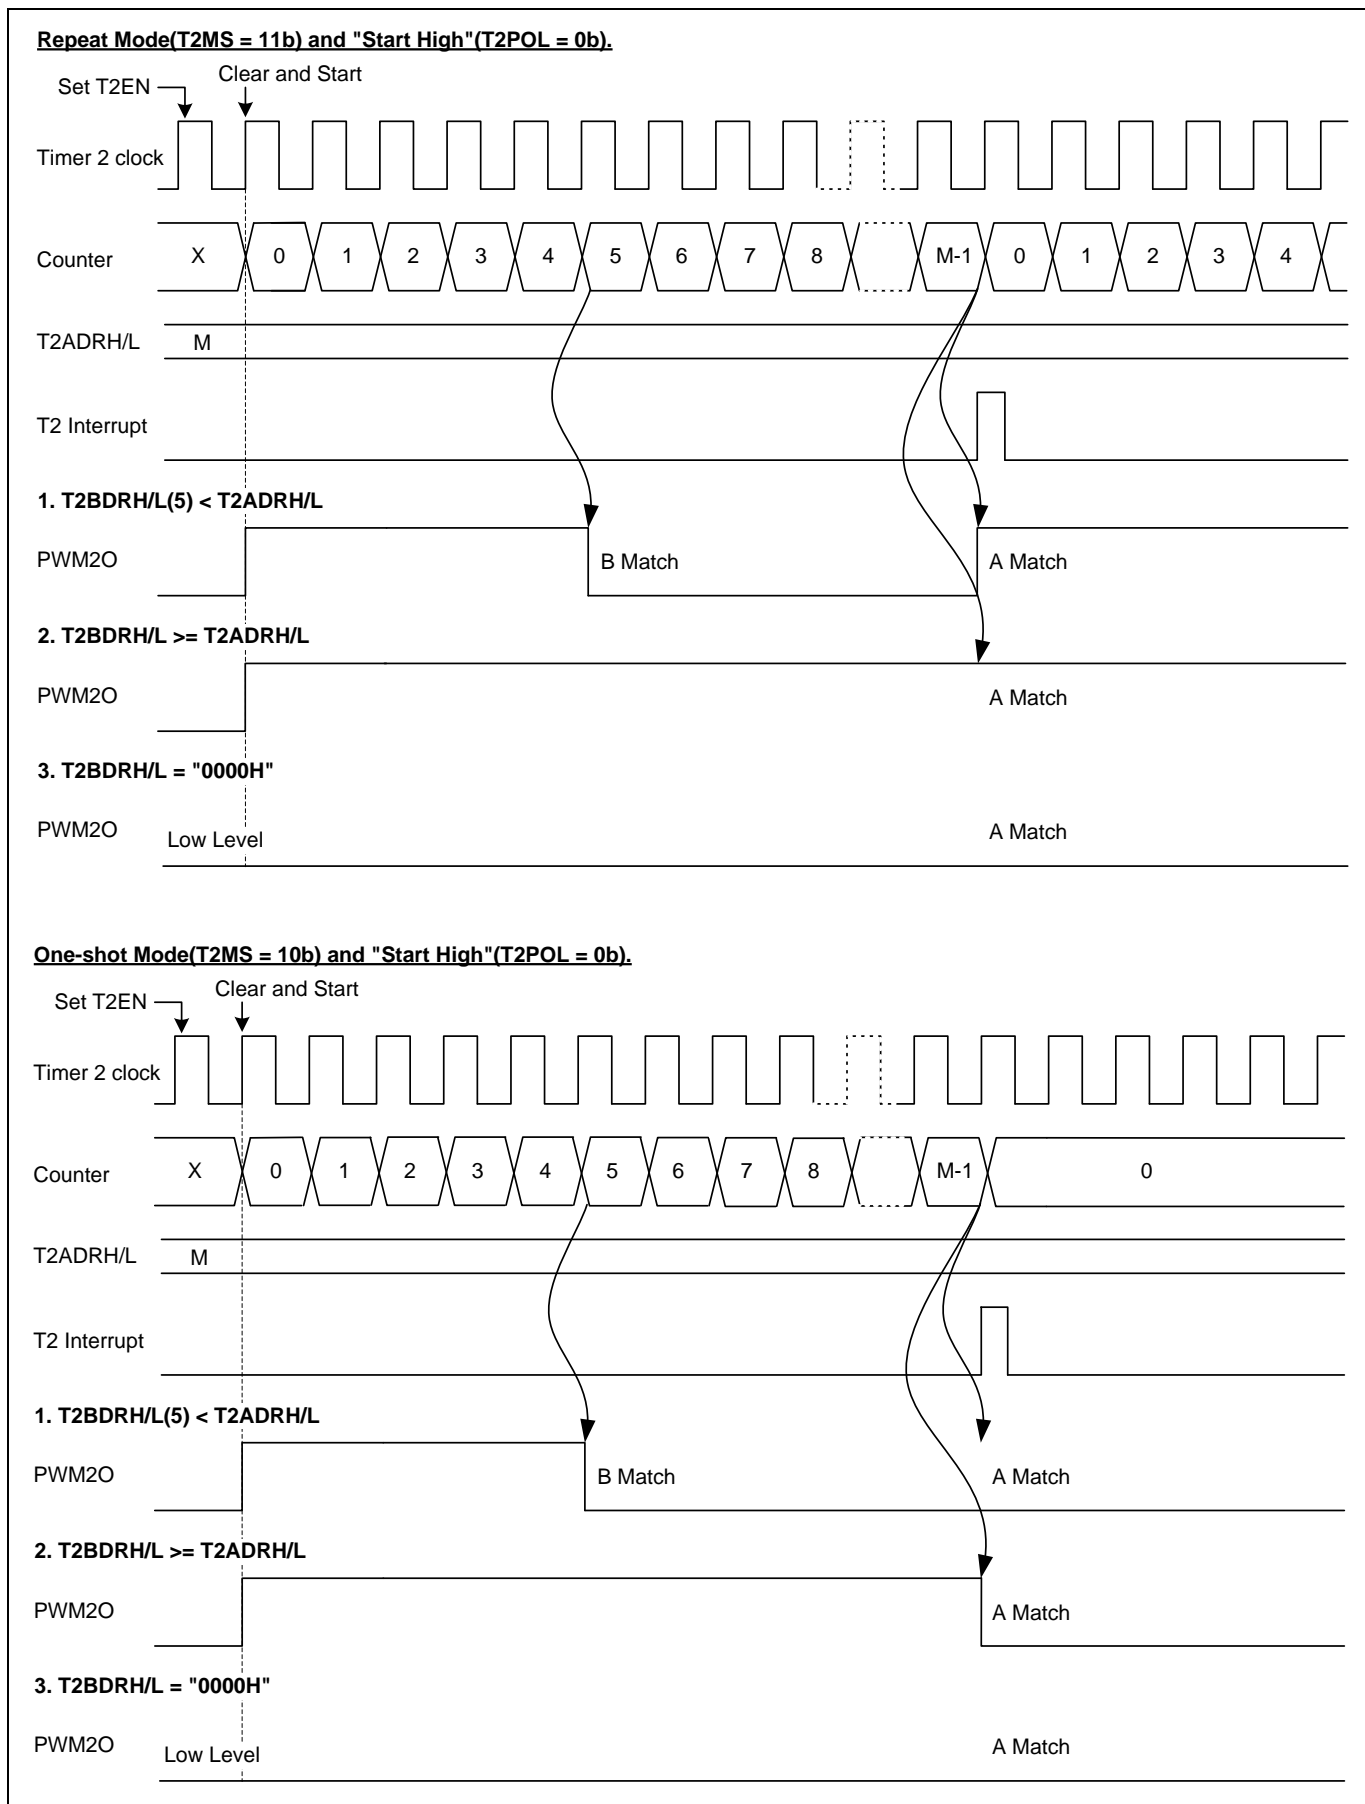 Repeat Mode(T2MS = 11b) and "Start High"(T2POL = 0b).
Set T2EN
Clear and Start
Timer 2 clock
Counter X 0 1 2 3 4 5 6 7 8 M-1 0 1 2 3 4
T2ADRH/L M
T2 Interrupt
1. T2BDRH/L(5) < T2ADRH/L
PWM2O B Match A Match
2. T2BDRH/L >= T2ADRH/L
PWM2O A Match
3. T2BDRH/L = "0000H"
PWM2O Low Level A Match
One-shot Mode(T2MS = 10b) and "Start High"(T2POL = 0b).
Set T2EN
Clear and Start
Timer 2 clock
Counter X 0 1 2 3 4 5 6 7 8 M-1 0
T2ADRH/L M
T2 Interrupt
1. T2BDRH/L(5) < T2ADRH/L
PWM2O B Match A Match
2. T2BDRH/L >= T2ADRH/L
PWM2O A Match
3. T2BDRH/L = "0000H"
PWM2O Low Level A Match